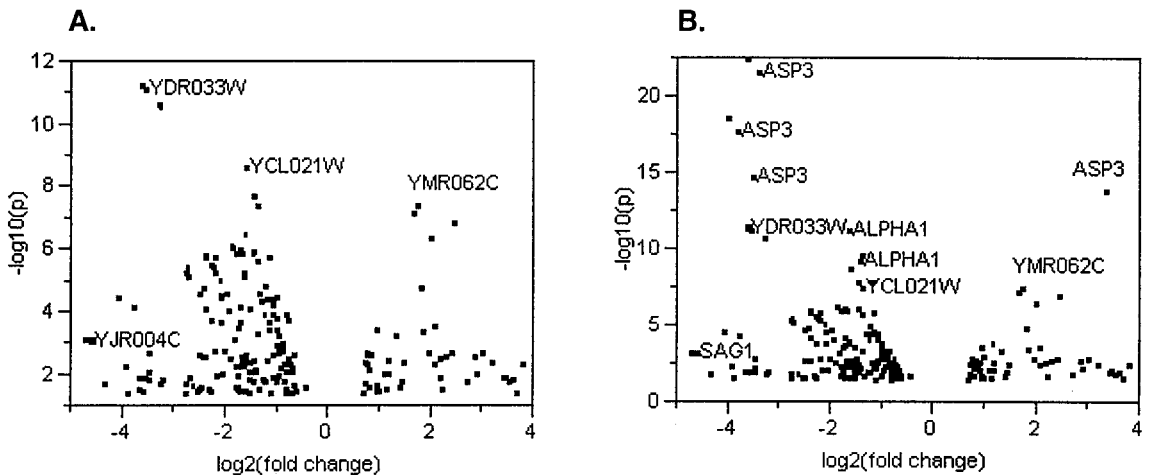 A.
12
10
8
6
4
2
-log10(p)
YDR033W
YCL021W
YMR062C
YJR004C
-4
-2
0
2
4
log2(fold change)
B.
20
15
10
5
0
-log10(p)
ASP3
ASP3
ASP3
ASP3
YDR033W
ALPHA1
ALPHA1
YMR062C
YCL021W
SAG1
-4
-2
0
2
4
log2(fold change)